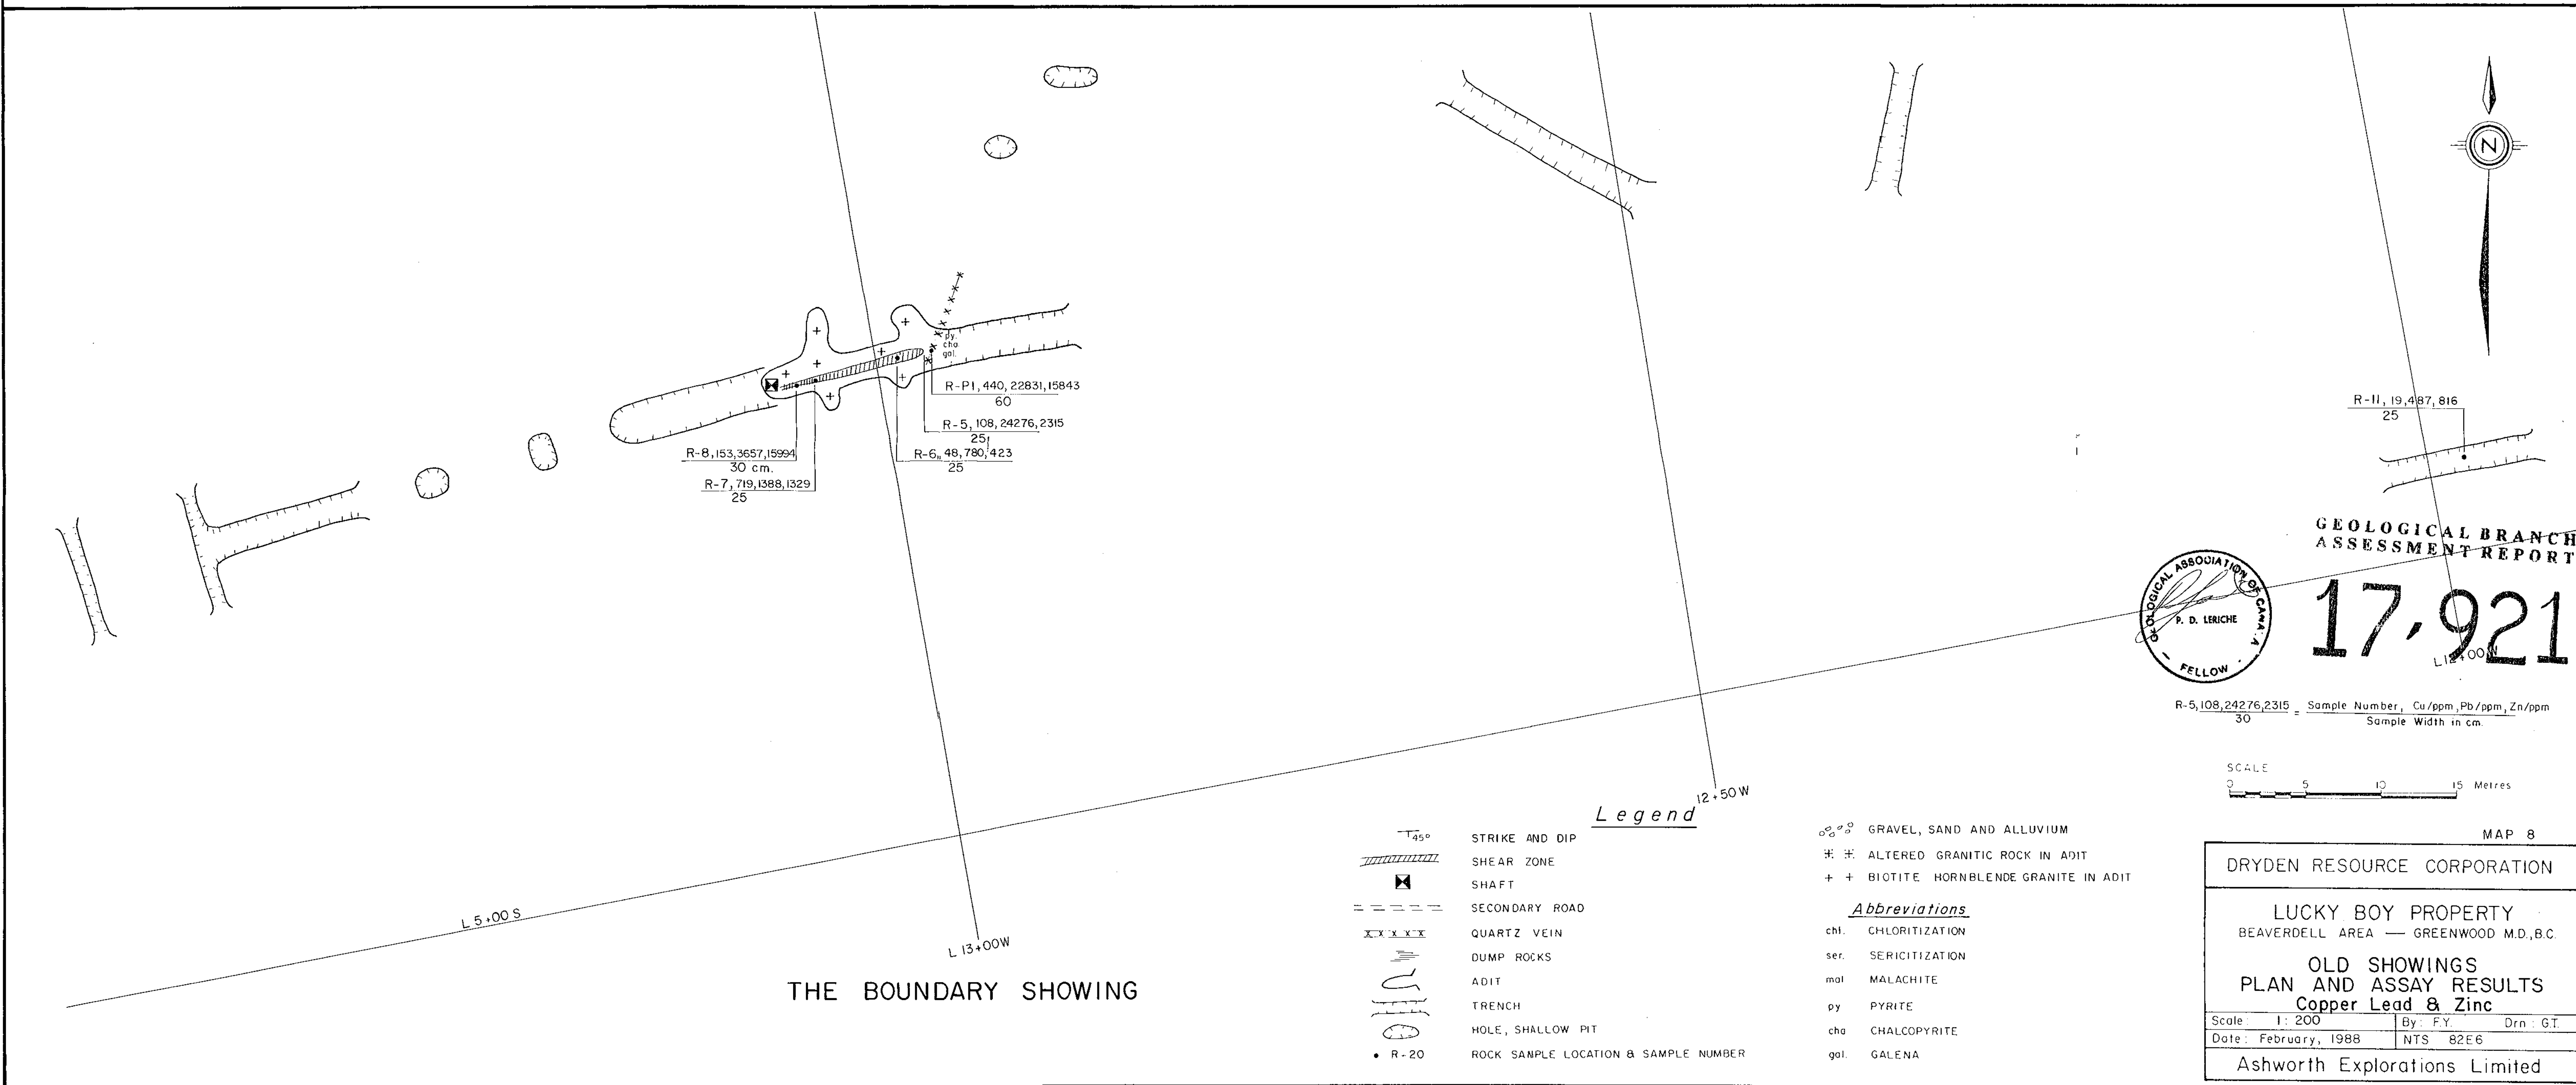 N
py.
cha
gal.
R-P1, 440, 22831, 15843
60
R-5, 108, 24276, 2315
25
R-6, 48, 780, 423
25
R-8, 153, 3657, 15994
30 cm.
R-7, 719, 1388, 1329
25
R-11, 19, 487, 816
25
GEOLOGICAL BRANCH
ASSESSMENT REPORT
17,921
GEOLOGICAL ASSOCIATION OF CANADA
P. D. LERICHE
FELLOW
L12+00W
R-5, 108, 24276, 2315 = Sample Number, Cu/ppm, Pb/ppm, Zn/ppm
30 Sample Width in cm.
SCALE
0 5 10 15 Metres
12+50W
L 5+00 S
L 13+00W
THE BOUNDARY SHOWING
Legend
45° STRIKE AND DIP
SHEAR ZONE
SHAFT
SECONDARY ROAD
QUARTZ VEIN
DUMP ROCKS
ADIT
TRENCH
HOLE, SHALLOW PIT
R-20 ROCK SANPLE LOCATION & SAMPLE NUMBER
GRAVEL, SAND AND ALLUVIUM
ALTERED GRANITIC ROCK IN ADIT
+ + BIOTITE HORNBLENDE GRANITE IN ADIT
Abbreviations
chl. CHLORITIZATION
ser. SERICITIZATION
mal MALACHITE
py PYRITE
cha CHALCOPYRITE
gal. GALENA
MAP 8
DRYDEN RESOURCE CORPORATION
LUCKY BOY PROPERTY
BEAVERDELL AREA — GREENWOOD M.D., B.C.
OLD SHOWINGS
PLAN AND ASSAY RESULTS
Copper Lead & Zinc
Scale: 1:200 By: F.Y. Drn: G.T.
Date: February, 1988 NTS 82E6
Ashworth Explorations Limited